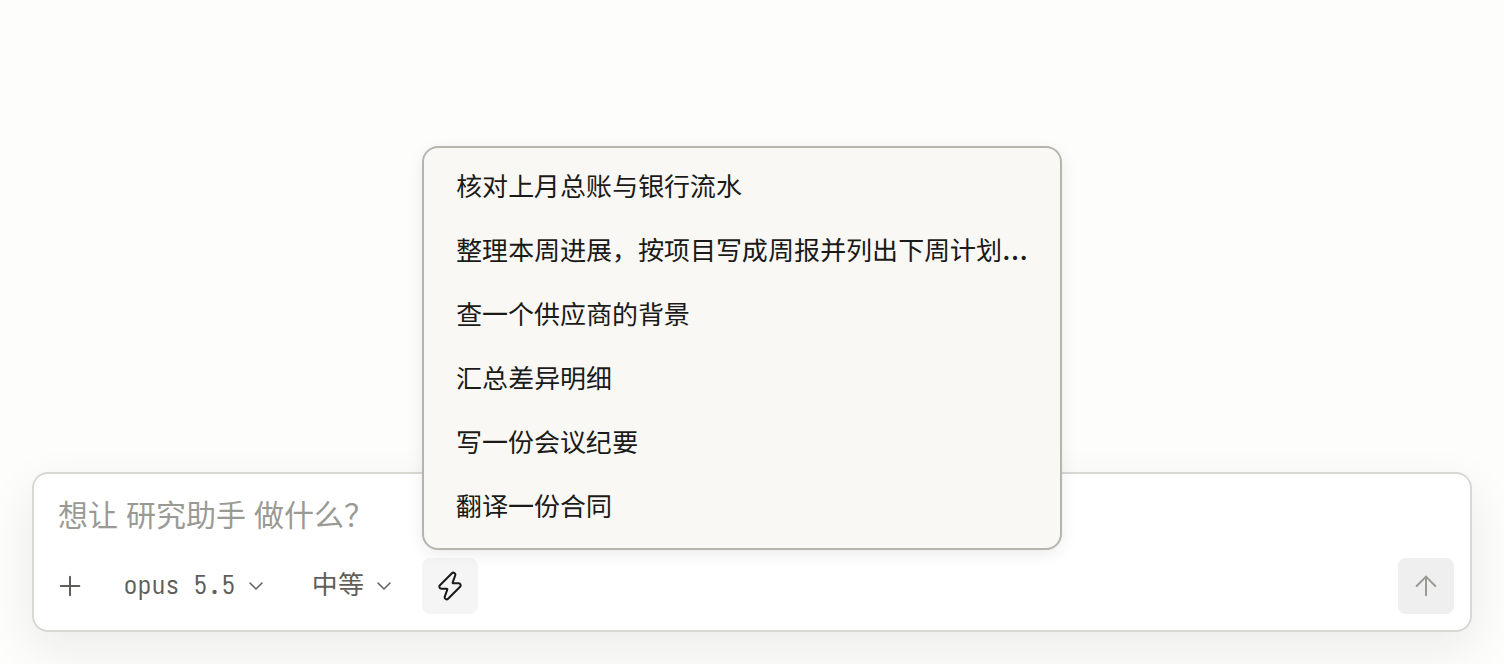 核对上月总账与银行流水
整理本周进展，按项目写成周报并列出下周计划...
查一个供应商的背景
汇总差异明细
写一份会议纪要
翻译一份合同
想让 研究助手 做什么？
opus 5.5 中等